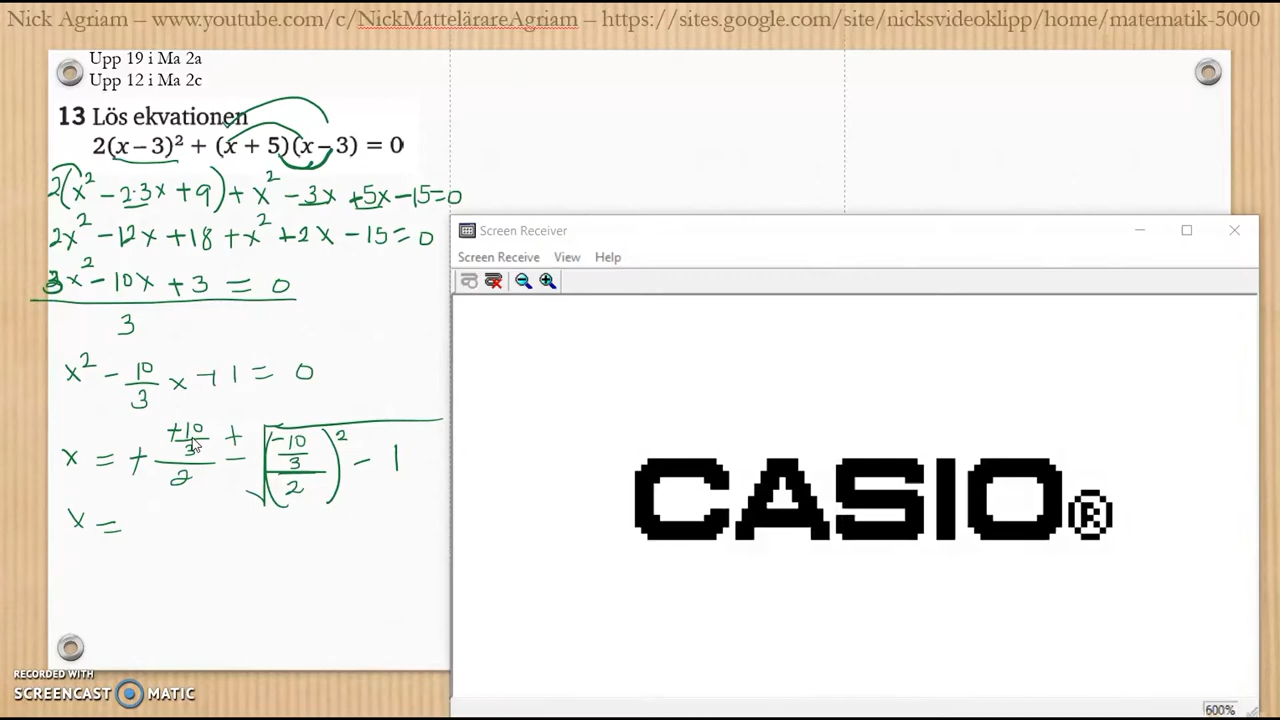 Nick Agriam – www.youtube.com/c/NickMattelärareAgriam – https://sites.google.com/site/nicksvideoklipp/home/matematik-5000
Upp 19 i Ma 2a
Upp 12 i Ma 2c
13 Lös ekvationen
2(x – 3)² + (x + 5)(x – 3) = 0
2(x² – 2·3x + 9) + x² – 3x + 5x – 15 = 0
2x² – 12x + 18 + x² + 2x – 15 = 0
3x² – 10x + 3 = 0
3
x² – 10/3 x + 1 = 0
x = + (+10/3)/2 ± √(((–10/3)/2)² – 1)
x =
Screen Receiver
Screen Receive View Help
CASIO®
600%
RECORDED WITH
SCREENCAST MATIC